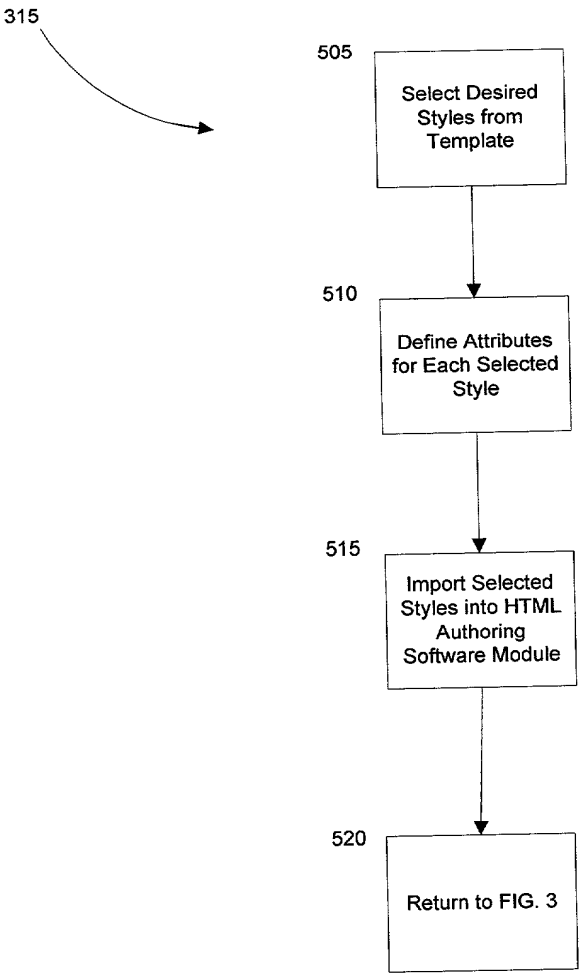 315
505
Select Desired
Styles from
Template
510
Define Attributes
for Each Selected
Style
515
Import Selected
Styles into HTML
Authoring
Software Module
520
Return to FIG. 3